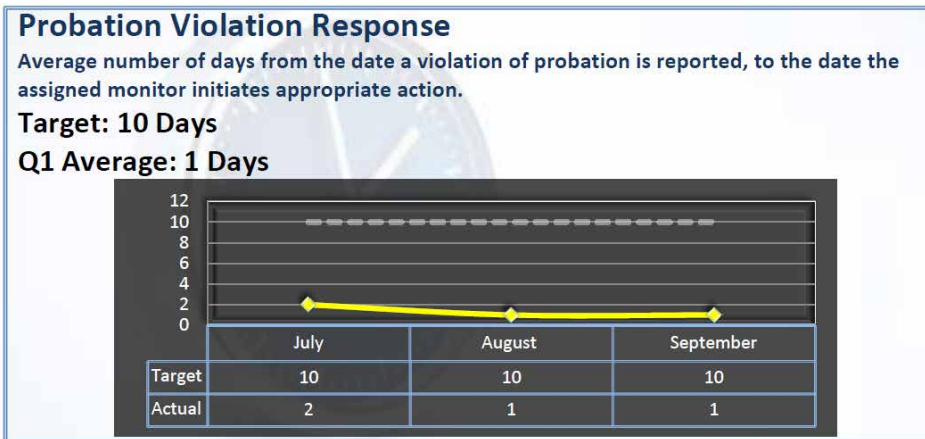 Probation Violation Response
Average number of days from the date a violation of probation is reported, to the date the
assigned monitor initiates appropriate action.
Target: 10 Days
Q1 Average: 1 Days
12
10
8
6
4
2
0
July August September
Target 10 10 10
Actual 2 1 1